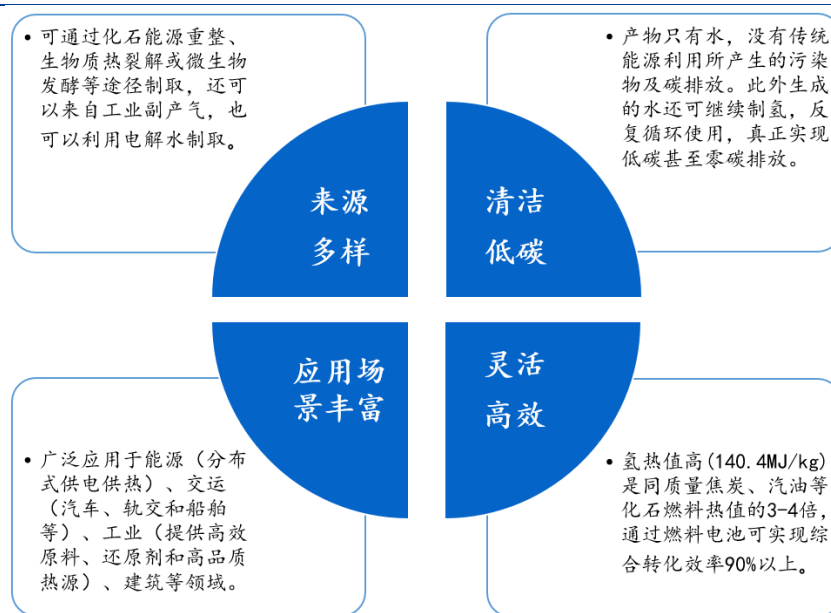 • 可通过化石能源重整、
生物质热裂解或微生物
发酵等途径制取，还可
以来自工业副产气，也
可以利用电解水制取。
• 产物只有水，没有传统
能源利用所产生的污染
物及碳排放。此外生成
的水还可继续制氢，反
复循环使用，真正实现
低碳甚至零碳排放。
来源
多样
清洁
低碳
应用场
景丰富
灵活
高效
• 广泛应用于能源（分布
式供电供热）、交运
（汽车、轨交和船舶
等）、工业（提供高效
原料、还原剂和高品质
热源）、建筑等领域。
• 氢热值高(140.4MJ/kg)
是同质量焦炭、汽油等
化石燃料热值的3-4倍，
通过燃料电池可实现综
合转化效率90%以上。